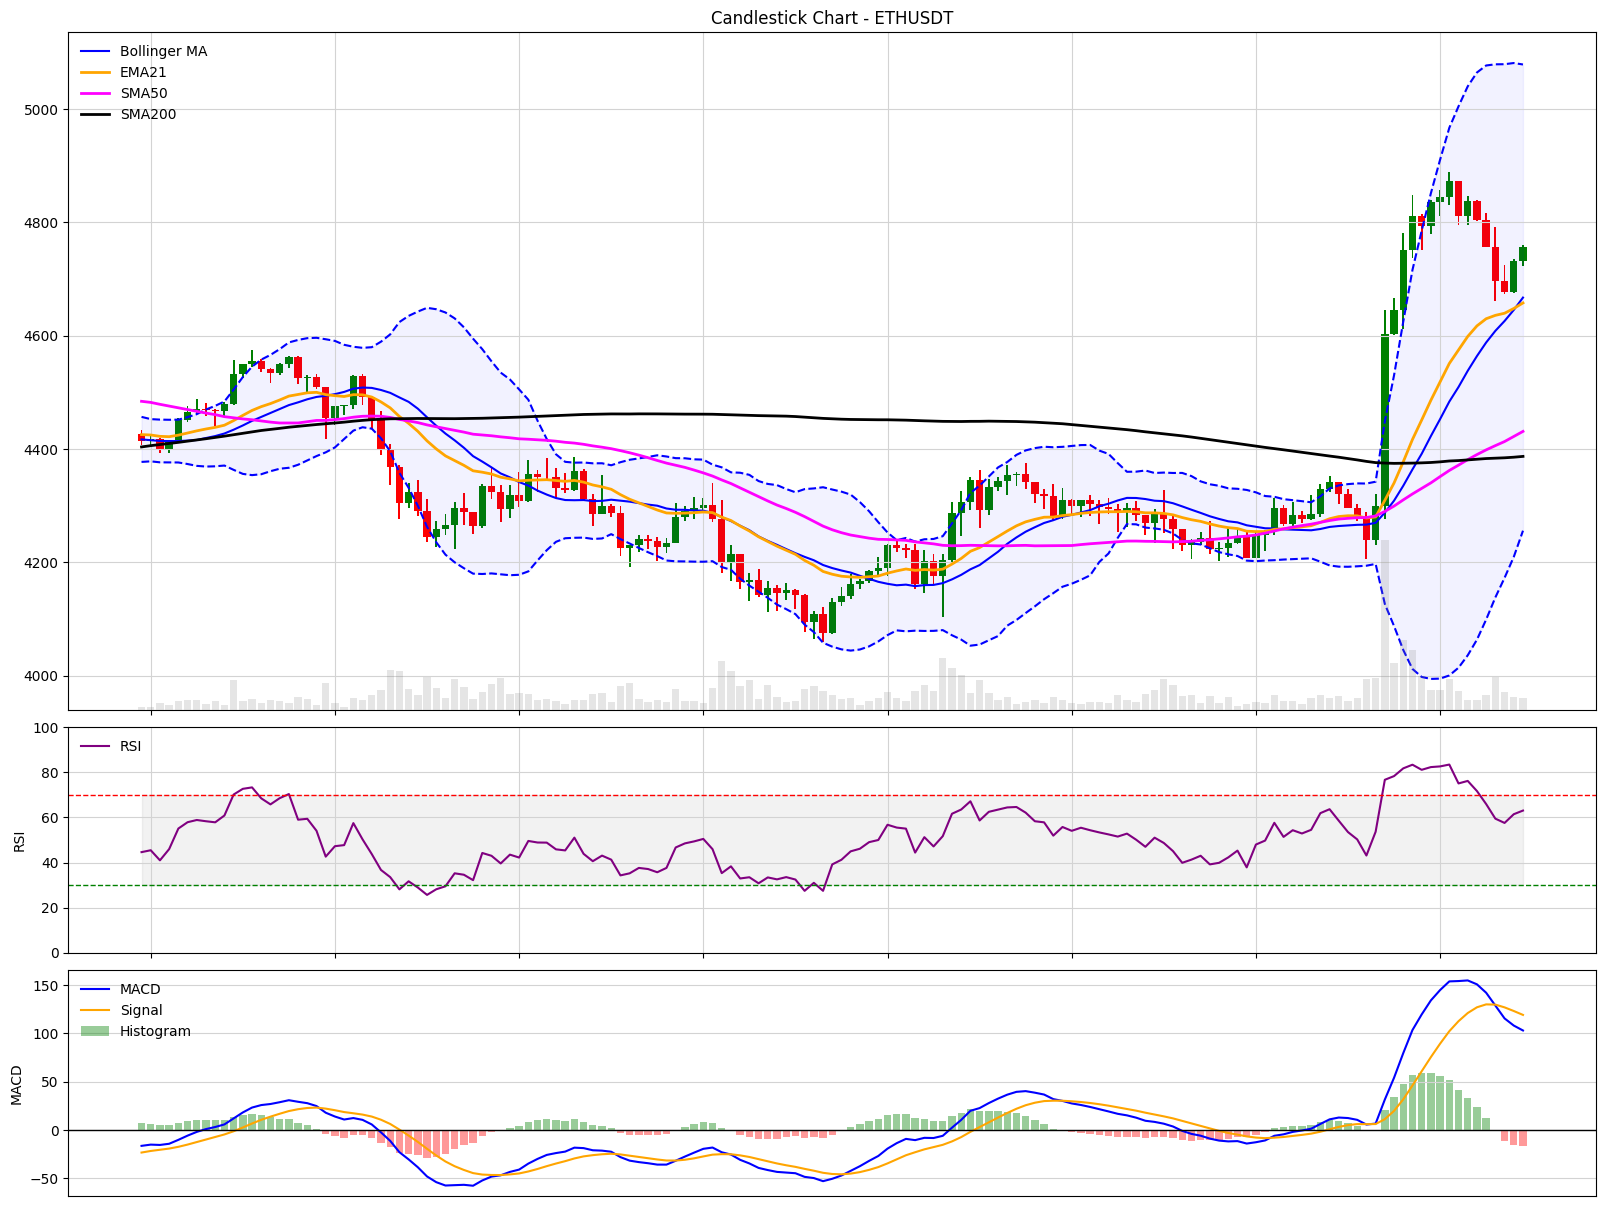 Candlestick Chart - ETHUSDT
Bollinger MA
EMA21
SMA50
SMA200
5000
4800
4600
4400
4200
4000
RSI
100
80
60
40
20
0
RSI
MACD
Signal
Histogram
150
100
50
0
−50
MACD